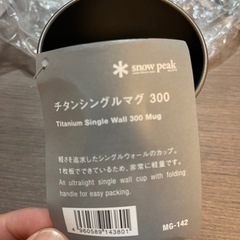 snow peak
チタンシングルマグ 300
Titanium Single Wall 300 Mug
軽さを追求したシングルウォールのカップ。
1枚板でできているため、非常に軽量です。
An ultralight single wall cup with folding
handle for easy packing.
4 960589 143801
MG-142